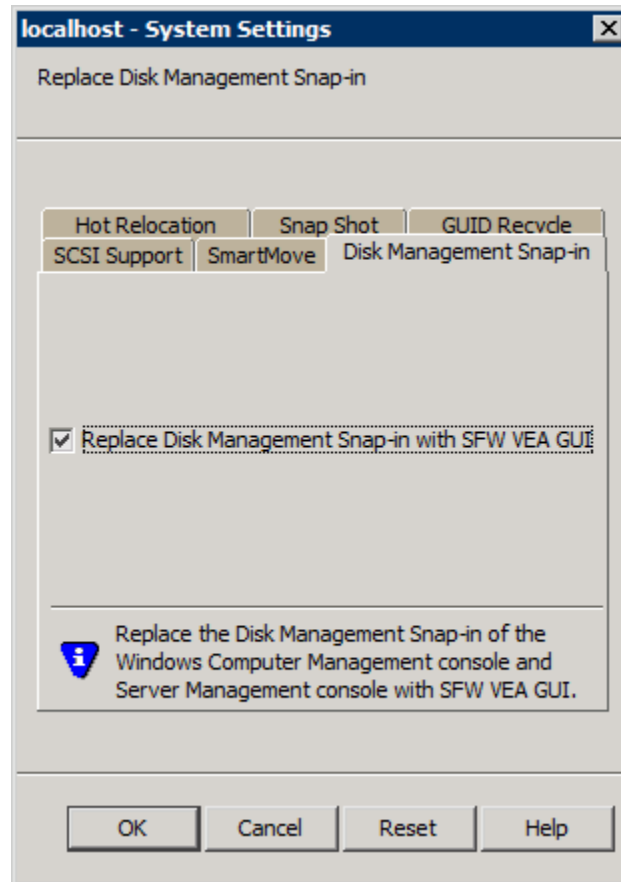 localhost - System Settings
Replace Disk Management Snap-in
Hot Relocation Snap Shot GUID Recycle
SCSI Support SmartMove Disk Management Snap-in
Replace Disk Management Snap-in with SFW VEA GUI
Replace the Disk Management Snap-in of the
Windows Computer Management console and
Server Management console with SFW VEA GUI.
OK Cancel Reset Help